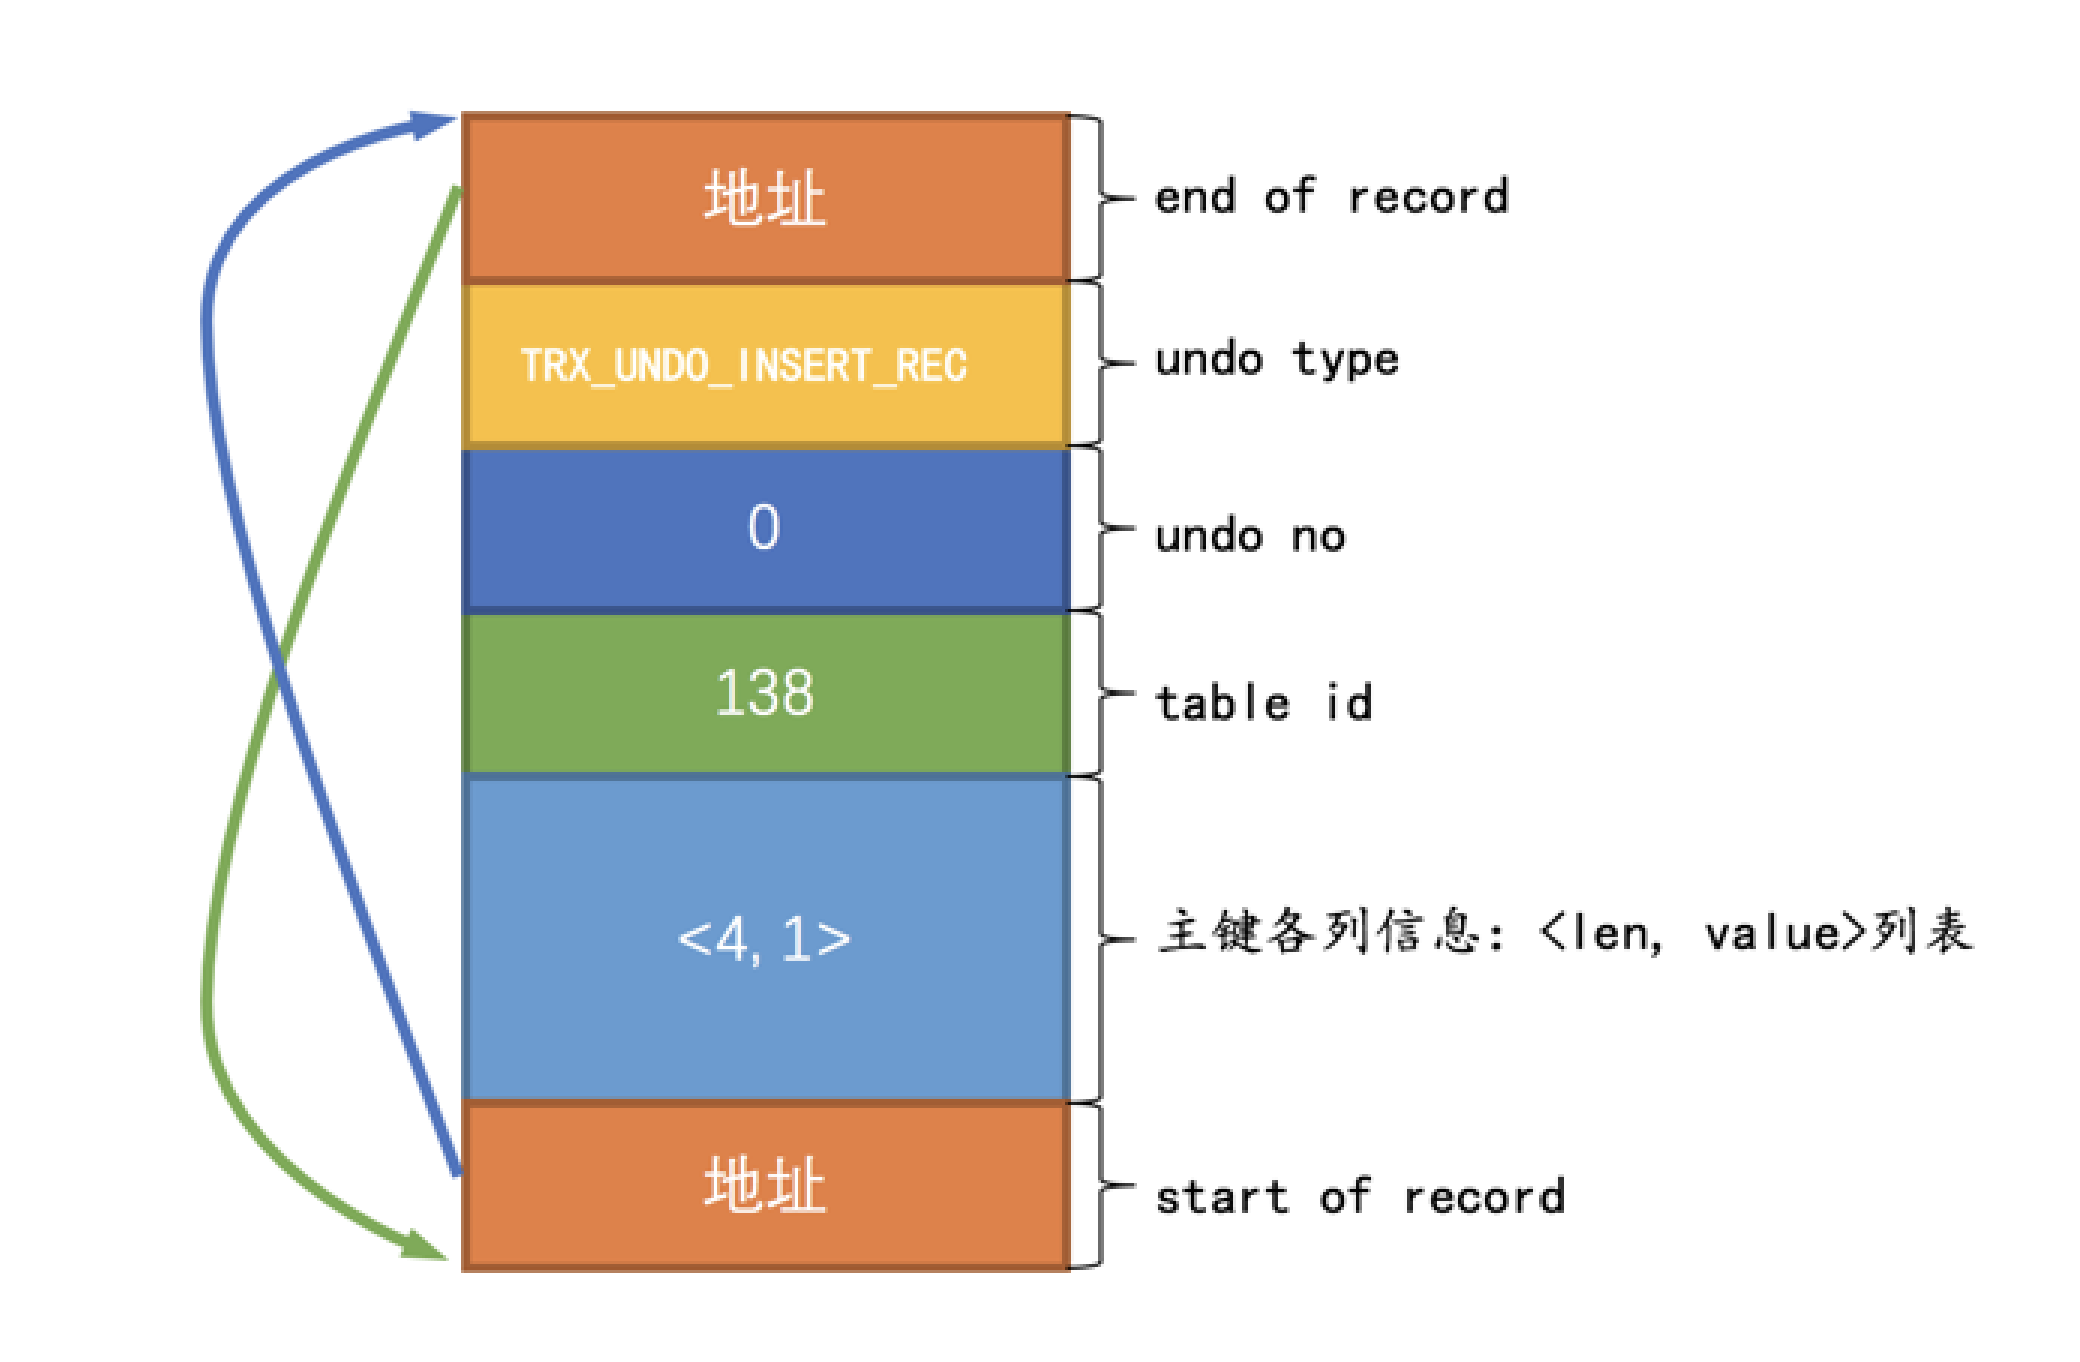 地址
end of record
TRX_UNDO_INSERT_REC
undo type
0
undo no
138
table id
<4, 1>
主键各列信息: <len, value>列表
地址
start of record